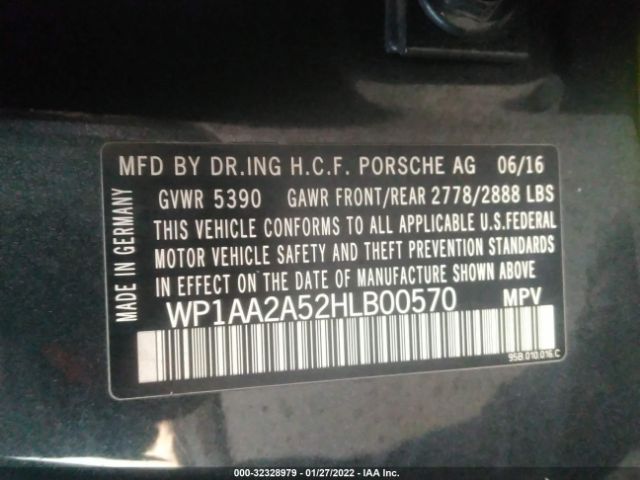 MFD BY DR.ING H.C.F. PORSCHE AG 06/16
GVWR 5390 GAWR FRONT/REAR 2778/2888 LBS
THIS VEHICLE CONFORMS TO ALL APPLICABLE U.S.FEDERAL
MOTOR VEHICLE SAFETY AND THEFT PREVENTION STANDARDS
IN EFFECT ON THE DATE OF MANUFACTURE SHOWN ABOVE
WP1AA2A52HLB00570 MPV
MADE IN GERMANY
95B.010.016.C
000-32328979 - 01/27/2022 - IAA Inc.